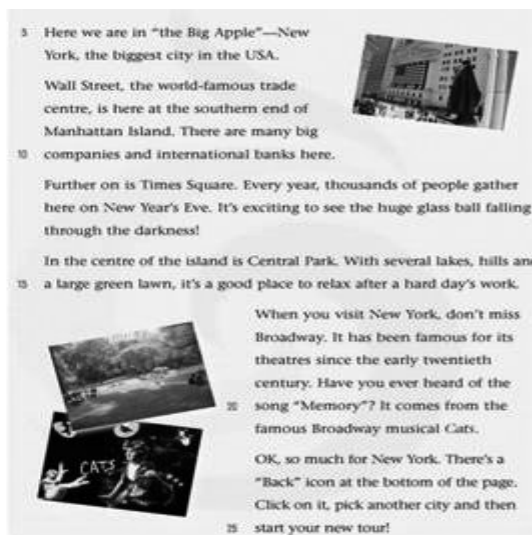 5 Here we are in “the Big Apple”—New
York, the biggest city in the USA.
Wall Street, the world-famous trade
centre, is here at the southern end of
Manhattan Island. There are many big
10 companies and international banks here.
Further on is Times Square. Every year, thousands of people gather
here on New Year's Eve. It's exciting to see the huge glass ball falling
through the darkness!
In the centre of the island is Central Park. With several lakes, hills and
15 a large green lawn, it's a good place to relax after a hard day's work.
When you visit New York, don't miss
Broadway. It has been famous for its
theatres since the early twentieth
century. Have you ever heard of the
20 song “Memory”? It comes from the
famous Broadway musical Cats.
CATS
OK, so much for New York. There's a
“Back” icon at the bottom of the page.
Click on it, pick another city and then
25 start your new tour!